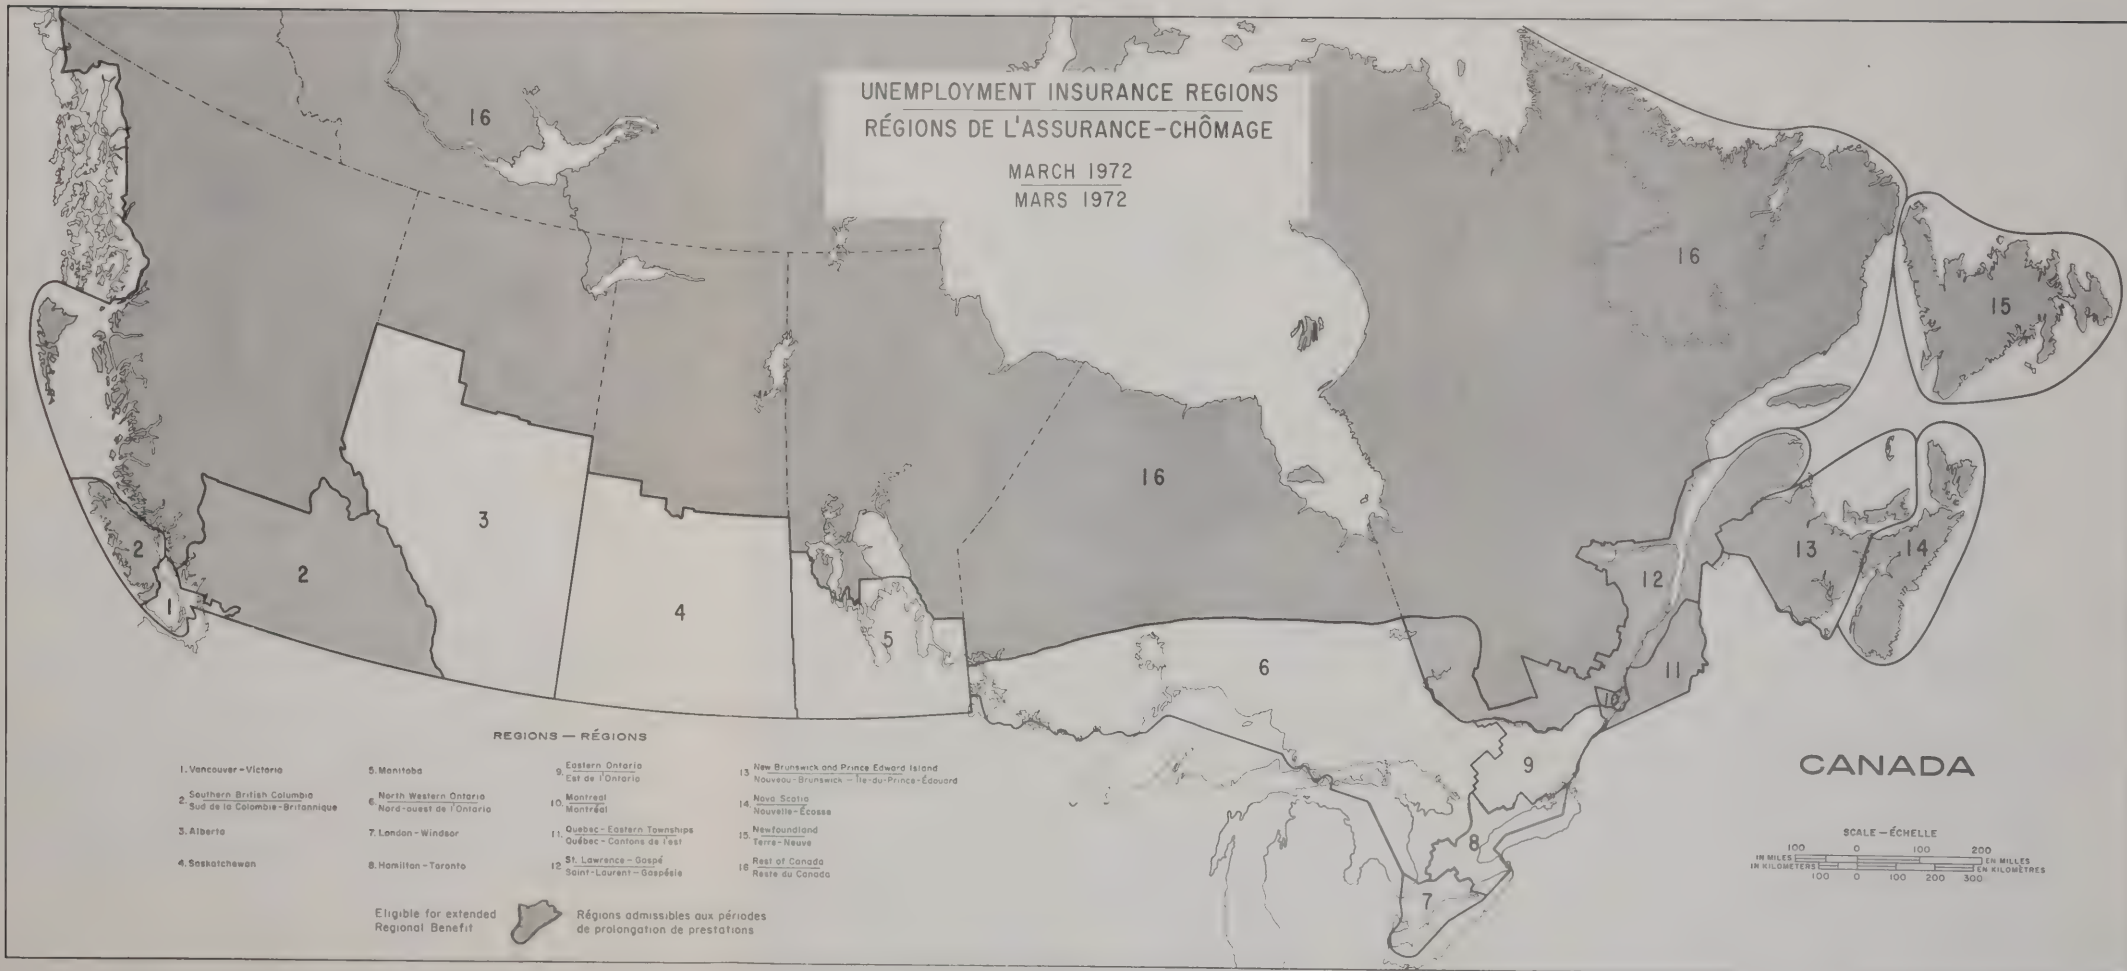 UNEMPLOYMENT INSURANCE REGIONS
RÉGIONS DE L'ASSURANCE-CHÔMAGE
MARCH 1972
MARS 1972
16
16
15
16
3
2
2
1
4
5
6
12
13
14
11
10
9
8
7
CANADA
SCALE — ÉCHELLE
100 0 100 200
IN MILES EN MILLES
IN KILOMETERS EN KILOMÈTRES
100 0 100 200 300
REGIONS — RÉGIONS
1. Vancouver – Victoria
2. Southern British Columbia
Sud de la Colombie-Britannique
3. Alberta
4. Saskatchewan
5. Manitoba
6. North Western Ontario
Nord-ouest de l'Ontario
7. London – Windsor
8. Hamilton – Toronto
9. Eastern Ontario
Est de l'Ontario
10. Montreal
Montréal
11. Quebec – Eastern Townships
Québec – Cantons de l'est
12 St. Lawrence – Gaspé
Saint-Laurent – Gaspésie
13 New Brunswick and Prince Edward Island
Nouveau-Brunswick – Île-du-Prince-Édouard
14. Nova Scotia
Nouvelle-Écosse
15. Newfoundland
Terre-Neuve
16 Rest of Canada
Reste du Canada
Eligible for extended
Regional Benefit
Régions admissibles aux périodes
de prolongation de prestations